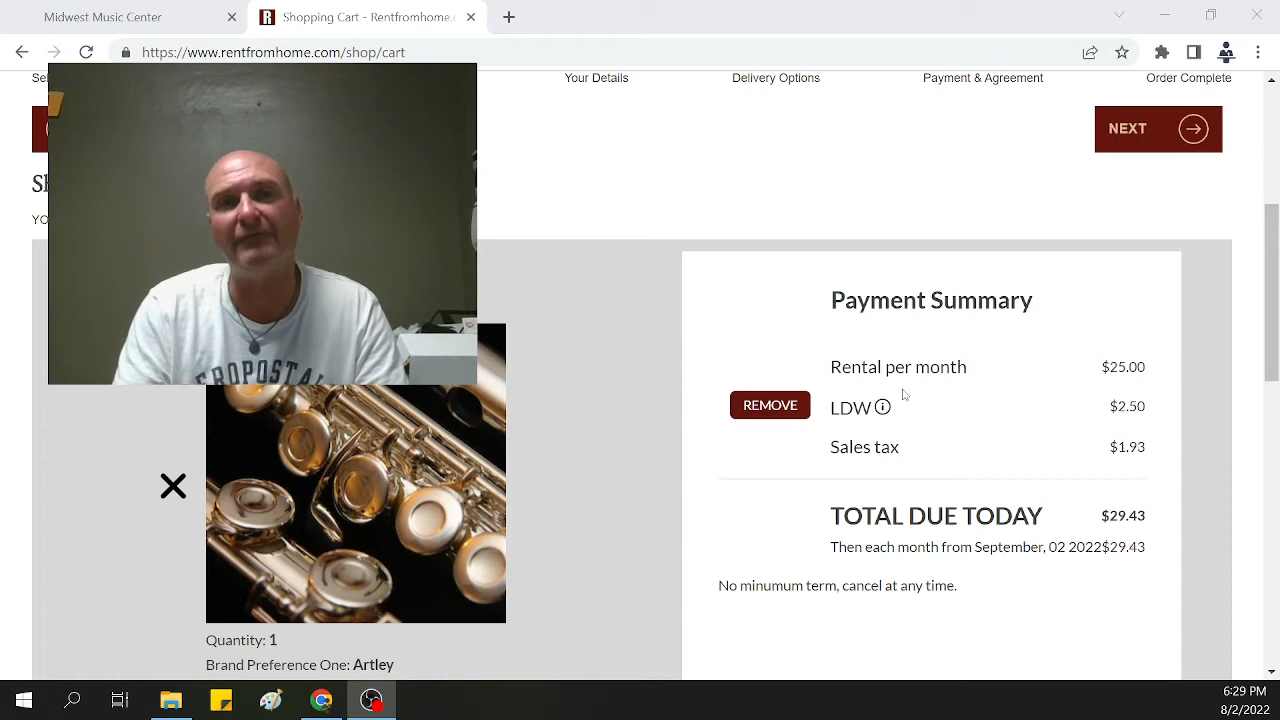 Midwest Music Center
R Shopping Cart - Rentfromhome.c
https://www.rentfromhome.com/shop/cart
Your Details
Delivery Options
Payment & Agreement
Order Complete
NEXT
Payment Summary
Rental per month $25.00
REMOVE
LDW $2.50
Sales tax $1.93
TOTAL DUE TODAY $29.43
Then each month from September, 02 2022$29.43
No minumum term, cancel at any time.
Quantity: 1
Brand Preference One: Artley
6:29 PM
8/2/2022